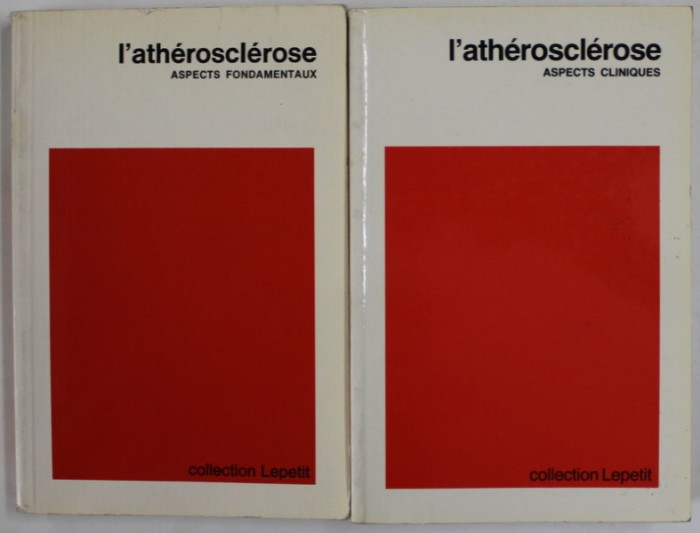 l'athérosclérose
ASPECTS FONDAMENTAUX
collection Lepetit
l'athérosclérose
ASPECTS CLINIQUES
collection Lepetit